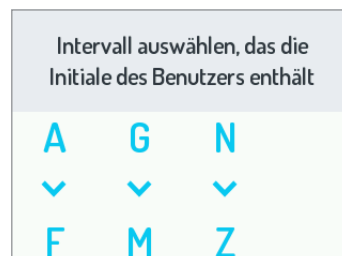 Intervall auswählen, das die
Initiale des Benutzers enthält
A G N
F M Z